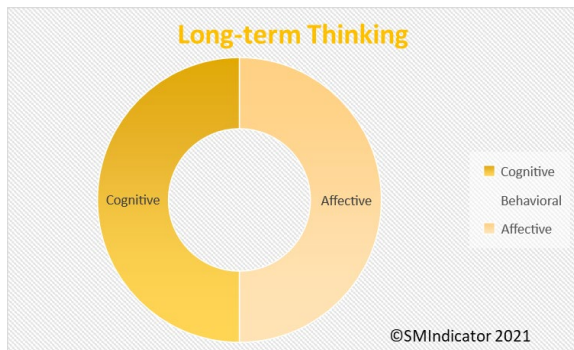 Long-term Thinking
Cognitive
Affective
Cognitive
Behavioral
Affective
©SMIndicator 2021